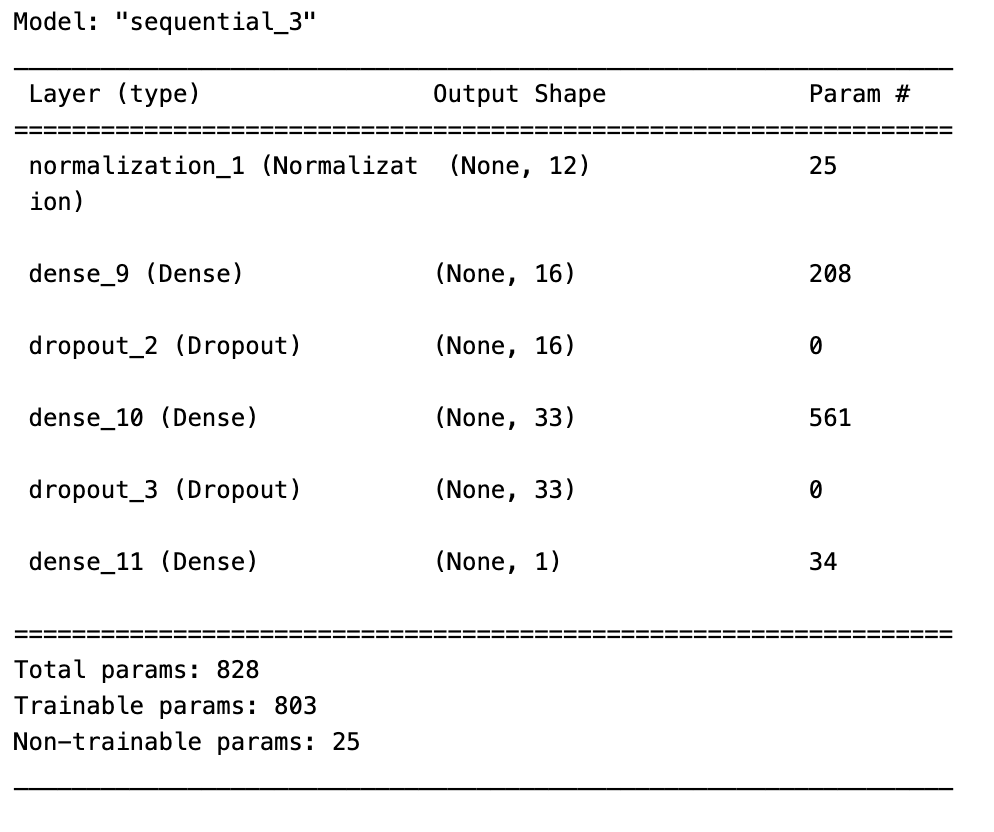 Model: "sequential_3"
Layer (type) Output Shape Param #
normalization_1 (Normalizat (None, 12) 25
ion)
dense_9 (Dense) (None, 16) 208
dropout_2 (Dropout) (None, 16) 0
dense_10 (Dense) (None, 33) 561
dropout_3 (Dropout) (None, 33) 0
dense_11 (Dense) (None, 1) 34
Total params: 828
Trainable params: 803
Non-trainable params: 25